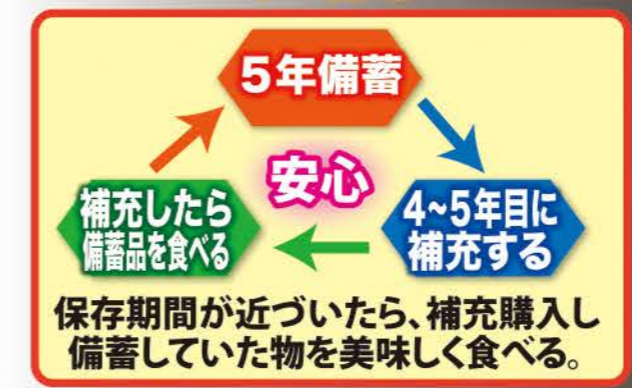 5年備蓄
安心
4~5年目に
補充する
補充したら
備蓄品を食べる
保存期間が近づいたら、補充購入し
備蓄していた物を美味しく食べる。